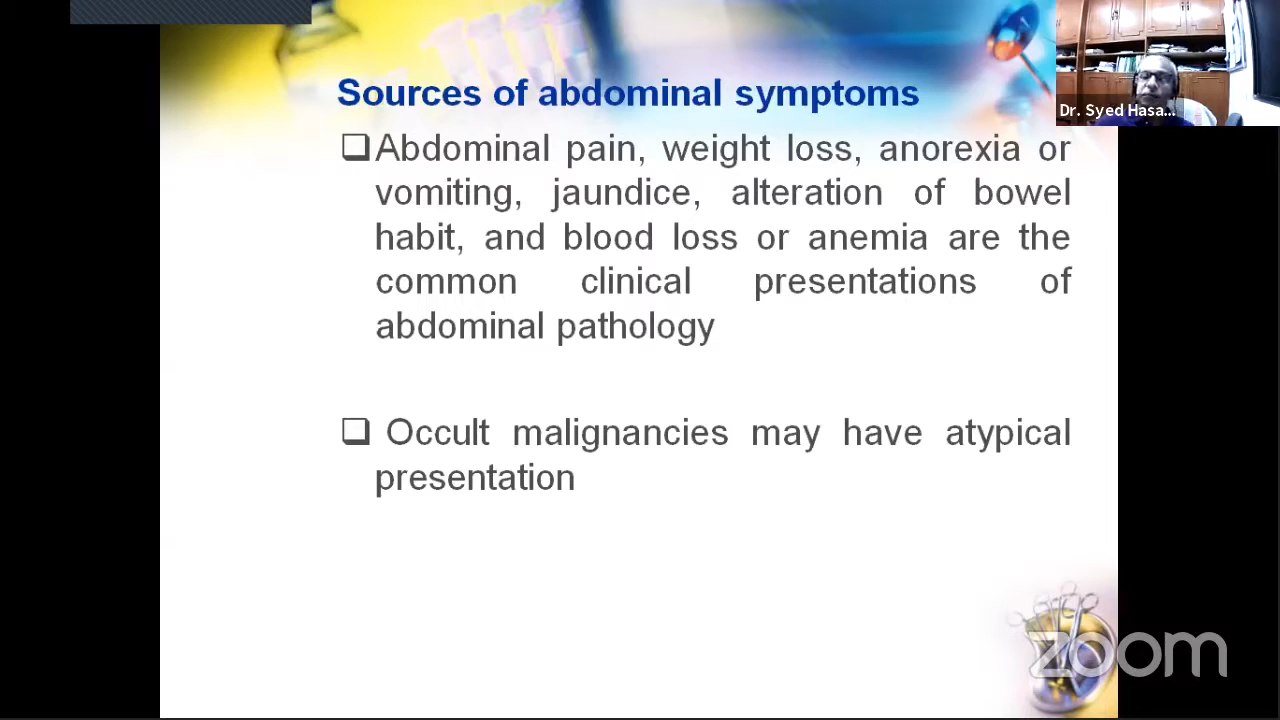 Sources of abdominal symptoms
❑Abdominal pain, weight loss, anorexia or
vomiting, jaundice, alteration of bowel
habit, and blood loss or anemia are the
common clinical presentations of
abdominal pathology
❑ Occult malignancies may have atypical
presentation
Dr. Syed Hasa...
zoom